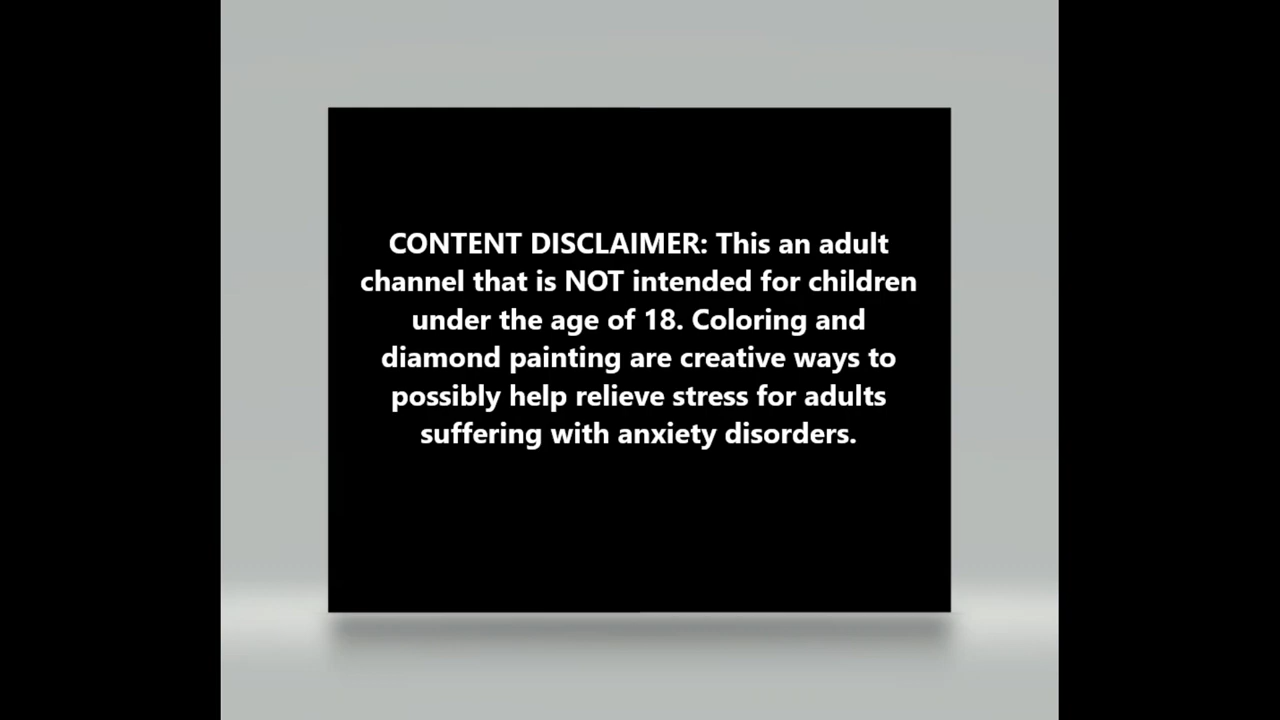 CONTENT DISCLAIMER: This an adult
channel that is NOT intended for children
under the age of 18. Coloring and
diamond painting are creative ways to
possibly help relieve stress for adults
suffering with anxiety disorders.